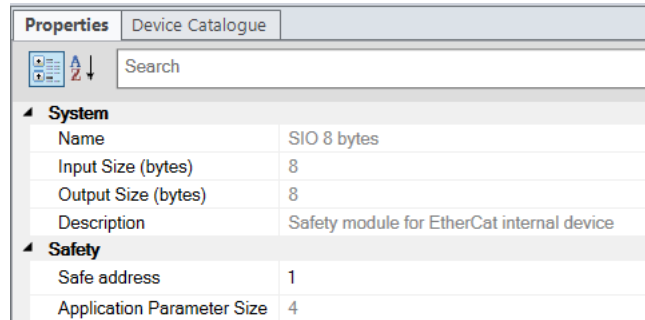 Properties Device Catalogue
A Z Search
System
Name SIO 8 bytes
Input Size (bytes) 8
Output Size (bytes) 8
Description Safety module for EtherCat internal device
Safety
Safe address 1
Application Parameter Size 4